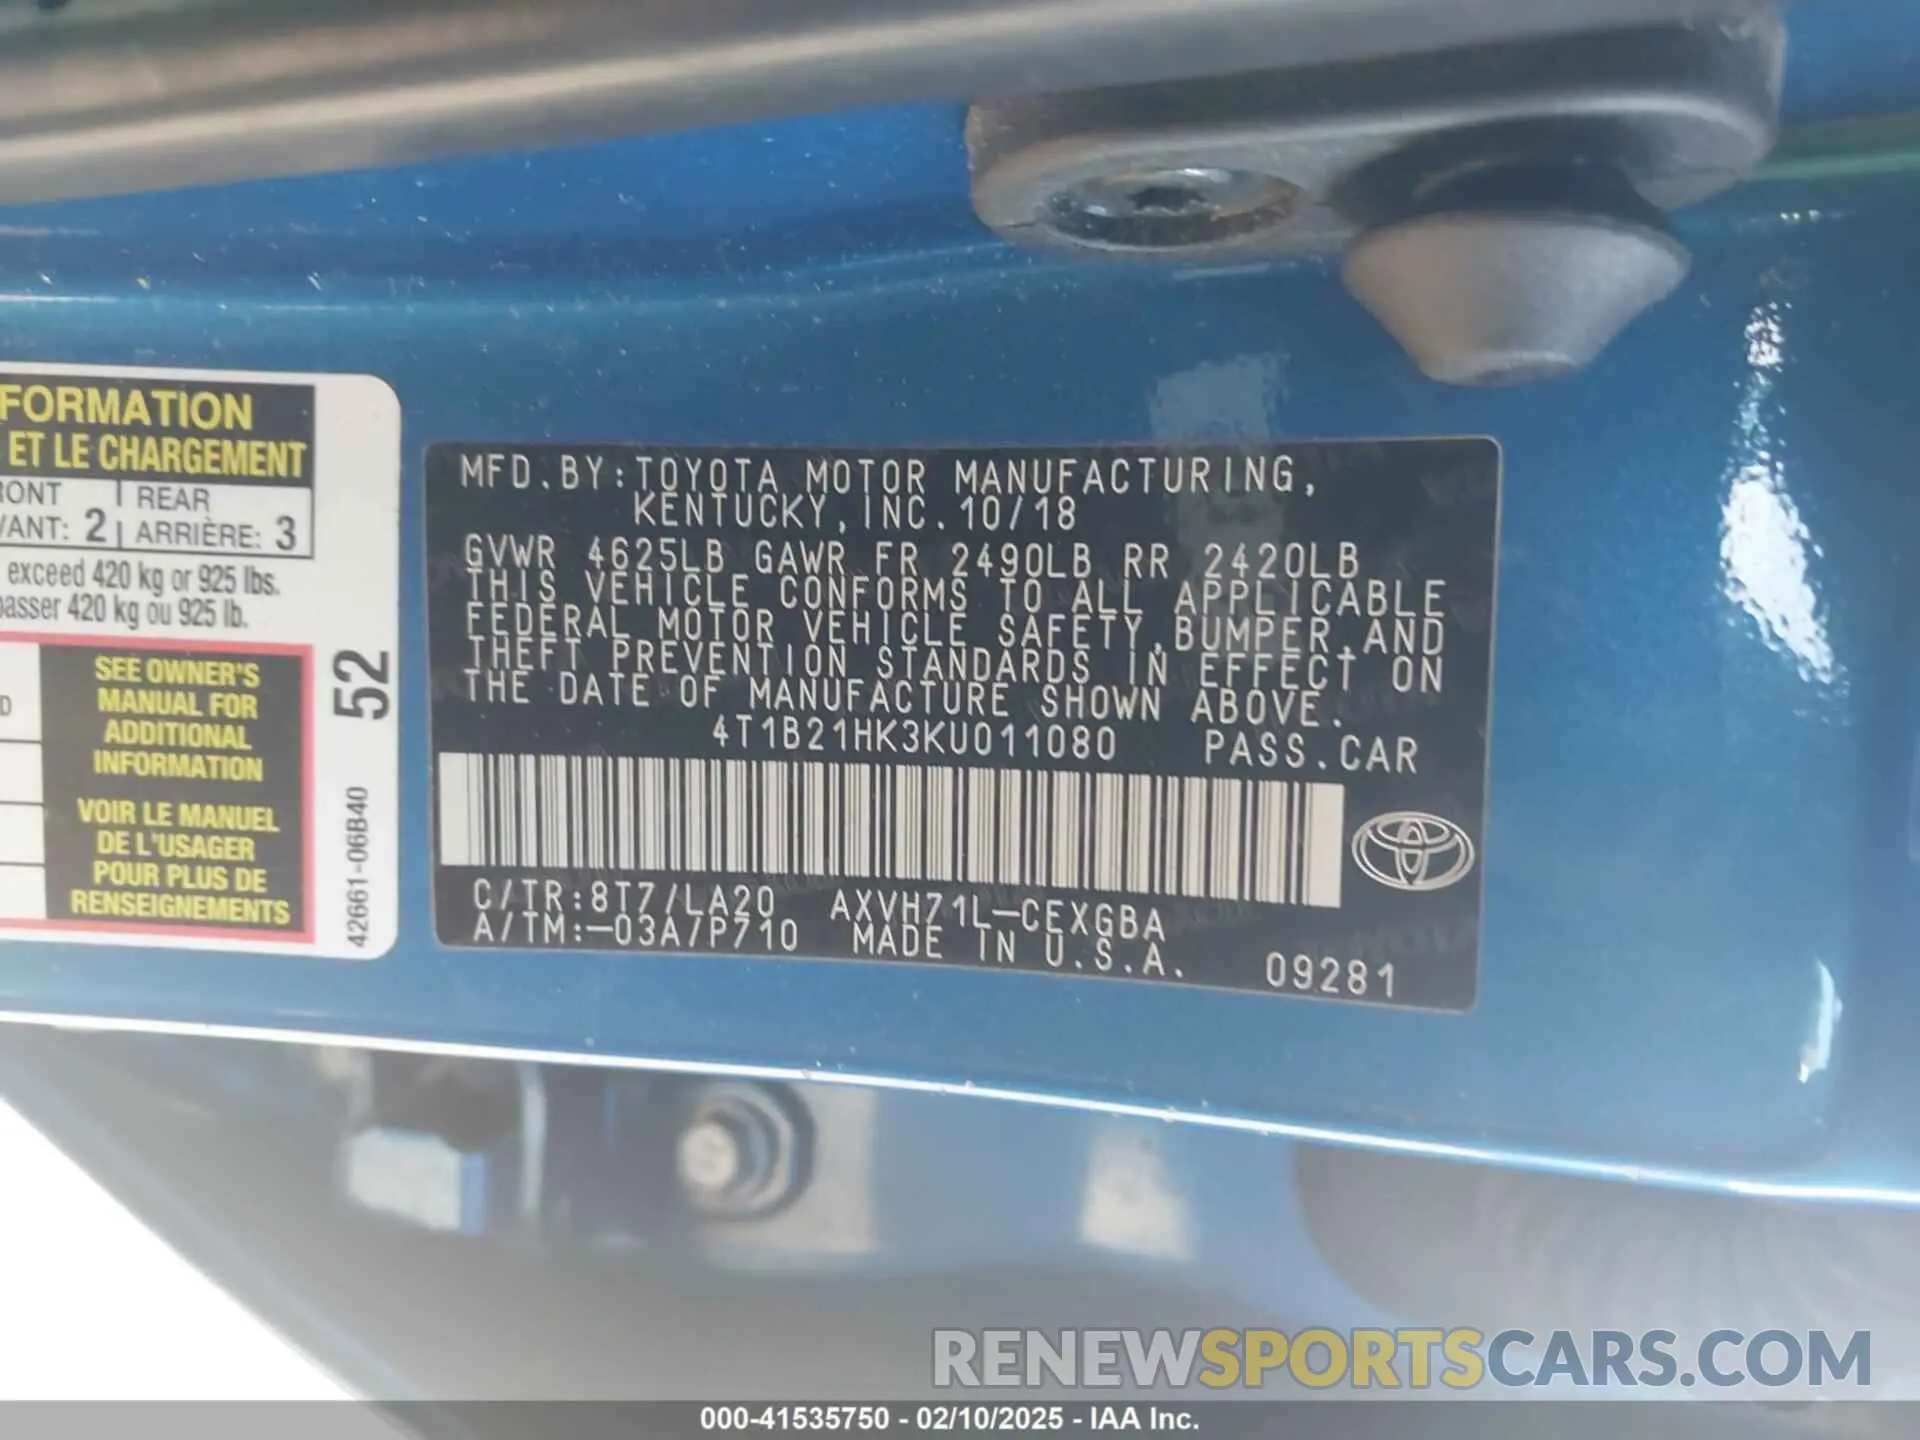 FORMATION
ET LE CHARGEMENT
REAR
2 ARRIÈRE: 3
exceed 420 kg or 925 lbs.
420 kg ou 925 lb.
SEE OWNER'S
MANUAL FOR
ADDITIONAL
INFORMATION
VOIR LE MANUEL
DE L'USAGER
POUR PLUS DE
RENSEIGNEMENTS
52
42661-06B40
MFD.BY:TOYOTA MOTOR MANUFACTURING,
KENTUCKY,INC.10/18
GVWR 4625LB GAWR FR 2490LB RR 2420LB
THIS VEHICLE CONFORMS TO ALL APPLICABLE
FEDERAL MOTOR VEHICLE SAFETY,BUMPER,AND
THEFT PREVENTION STANDARDS IN EFFECT ON
THE DATE OF MANUFACTURE SHOWN ABOVE.
4T1B21HK3KU011080 PASS.CAR
C/TR:8T7/LA20 AXVH71L-CEXGBA
A/TM:-03A/P710 MADE IN U.S.A. 09281
RENEWSPORTSCARS.COM
000-41535750 - 02/10/2025 - IAA Inc.